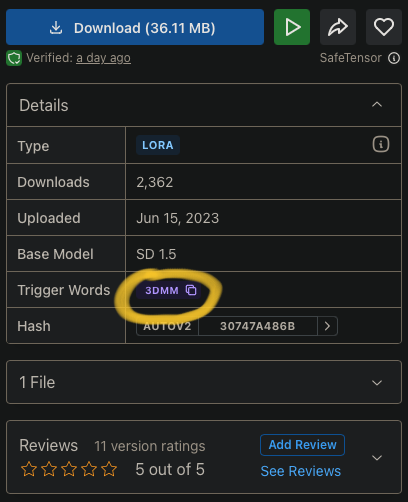 Download (36.11 MB)
Verified: a day ago SafeTensor
Details
Type LORA
Downloads 2,362
Uploaded Jun 15, 2023
Base Model SD 1.5
Trigger Words 3DMM
Hash AUTOV2 30747A486B
1 File
Reviews 11 version ratings Add Review
5 out of 5 See Reviews